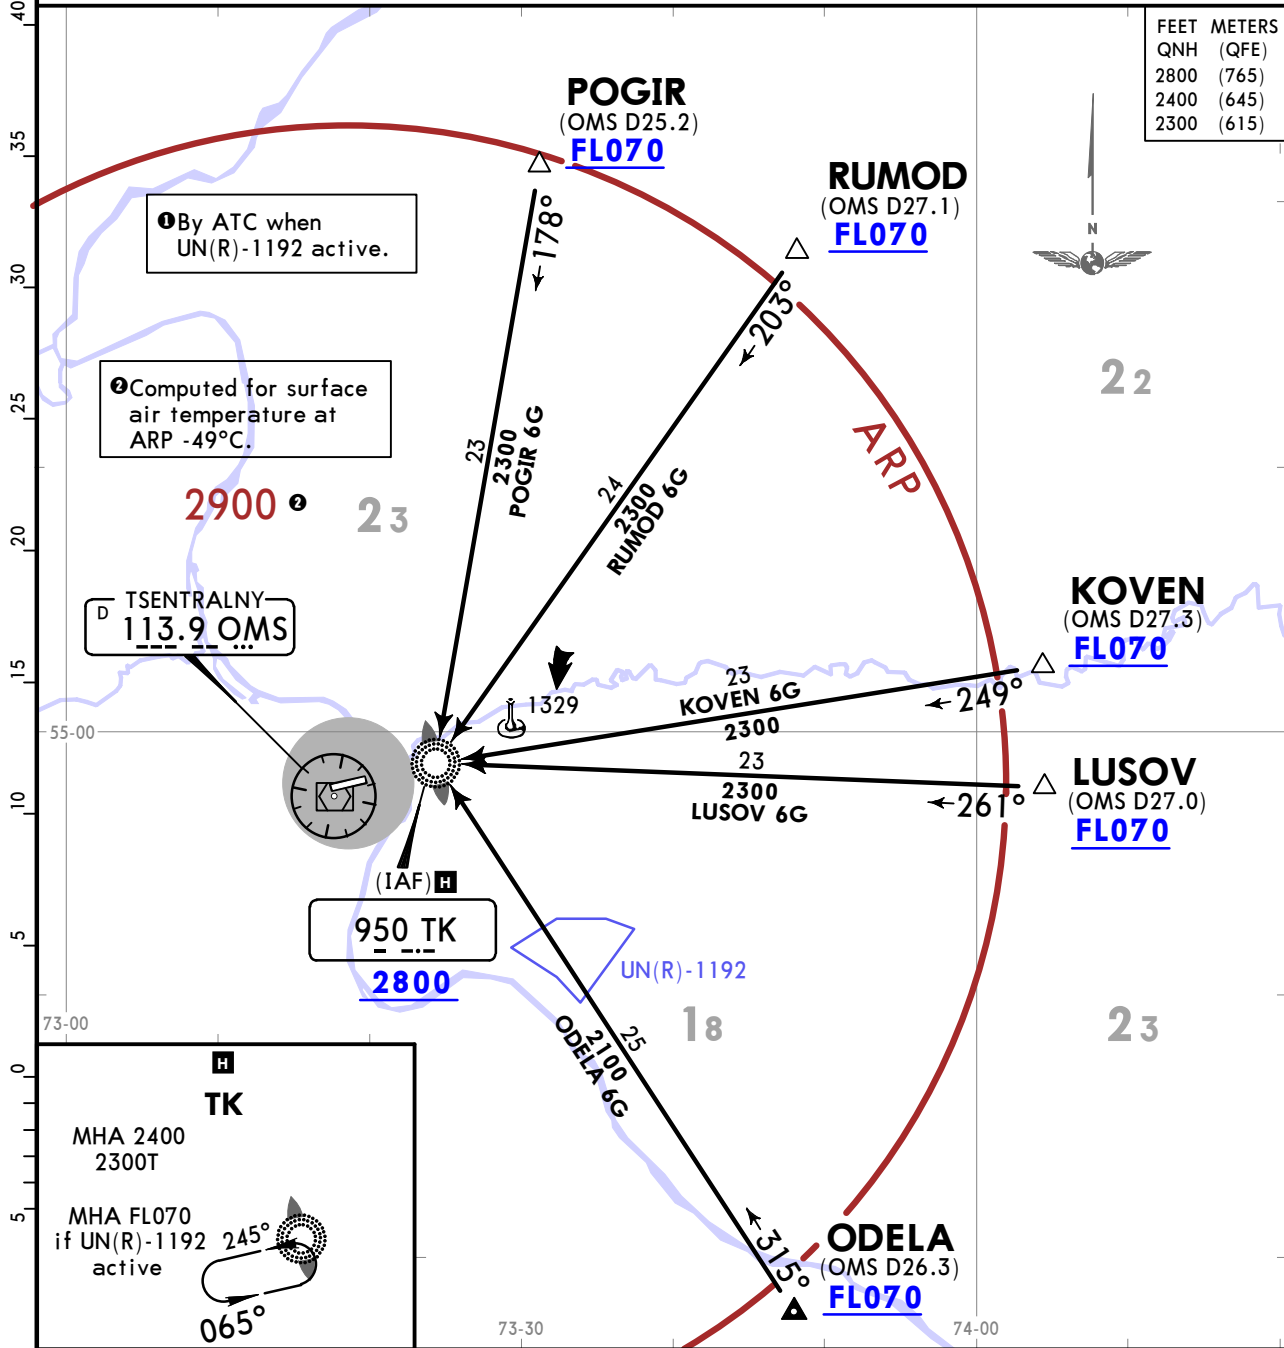 40
35
30
25
20
15
10
5
0
5
FEET METERS
QNH (QFE)
2800 (765)
2400 (645)
2300 (615)
POGIR
(OMS D25.2)
FL070
RUMOD
(OMS D27.1)
FL070
N
❶By ATC when
UN(R)-1192 active.
178°
203°
❷Computed for surface
air temperature at
ARP -49°C.
22
ARP
23
2300
POGIR 6G
24
2300
RUMOD 6G
2900 ❷
23
KOVEN
(OMS D27.3)
FL070
TSENTRALNY
D 113.9 OMS
1329
23
KOVEN 6G
2300
249°
55-00
23
2300
LUSOV 6G
261°
LUSOV
(OMS D27.0)
FL070
(IAF) H
950 TK
2800
UN(R)-1192
18
23
73-00
25
2100
ODELA 6G
H
TK
MHA 2400
2300T
MHA FL070
if UN(R)-1192
active
245°
065°
315°
ODELA
(OMS D26.3)
FL070
73-30
74-00